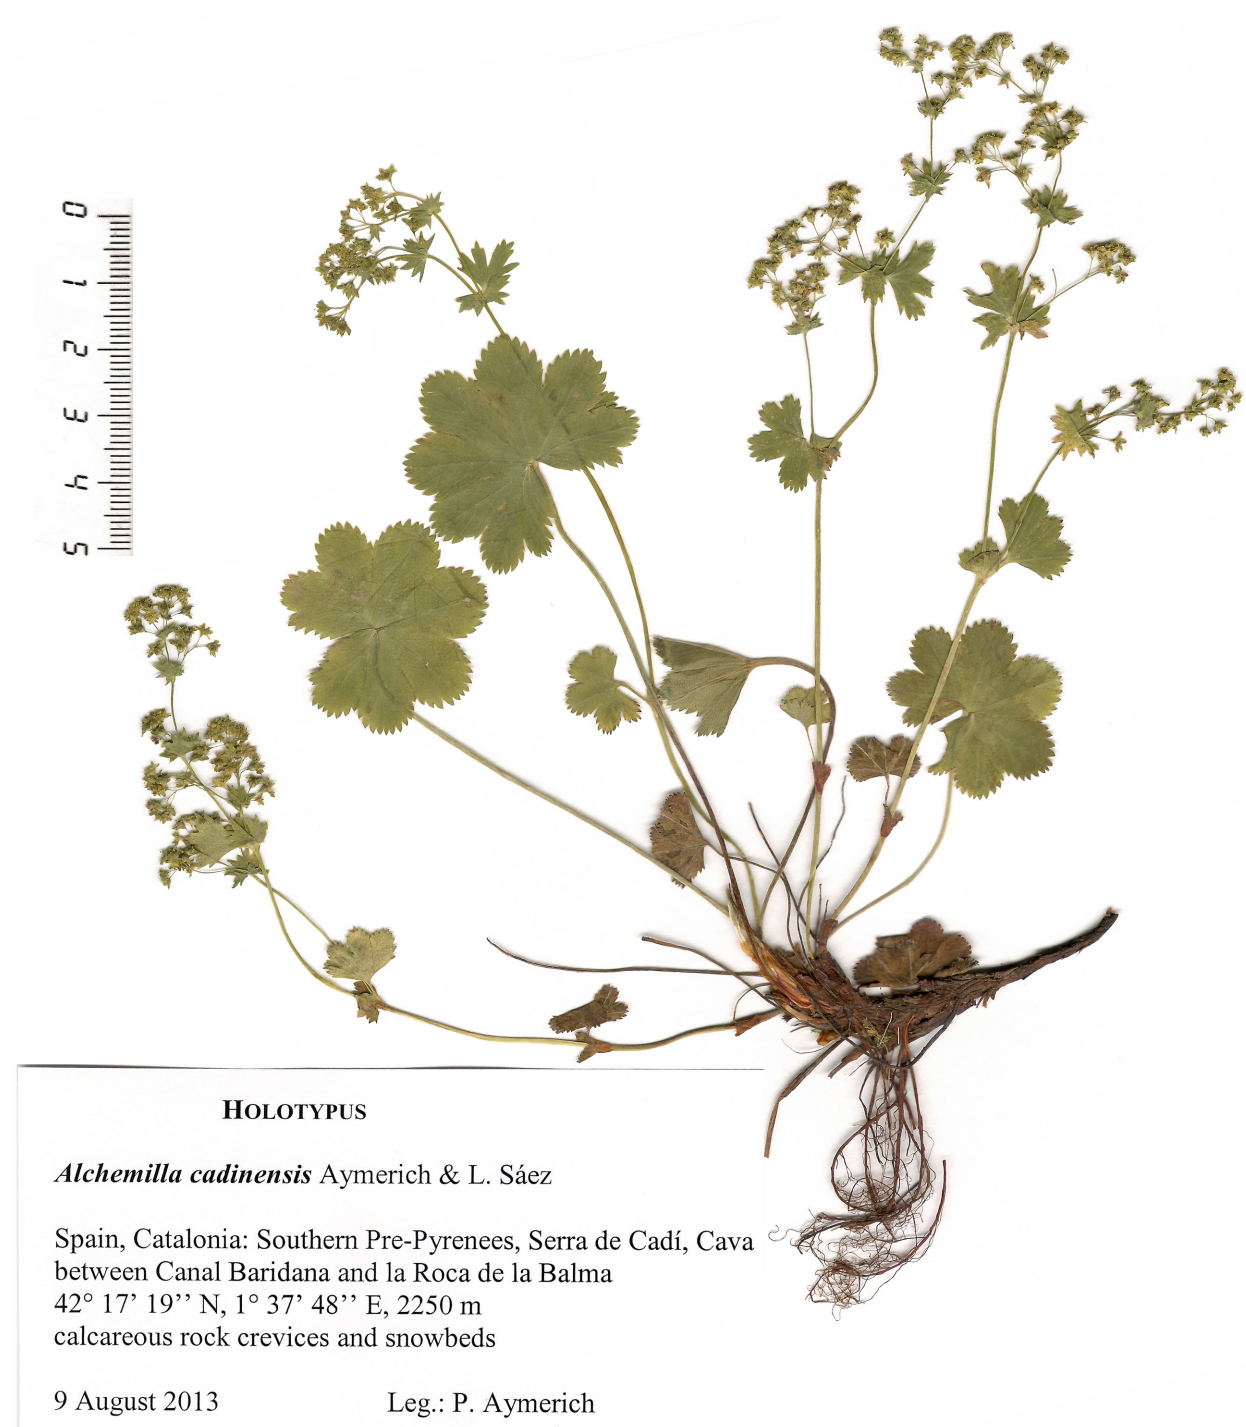 0
1
2
3
4
5
HOLOTYPUS
Alchemilla cadinensis Aymerich & L. Sáez
Spain, Catalonia: Southern Pre-Pyrenees, Serra de Cadí, Cava
between Canal Baridana and la Roca de la Balma
42° 17’ 19’’ N, 1° 37’ 48’’ E, 2250 m
calcareous rock crevices and snowbeds
9 August 2013 Leg.: P. Aymerich